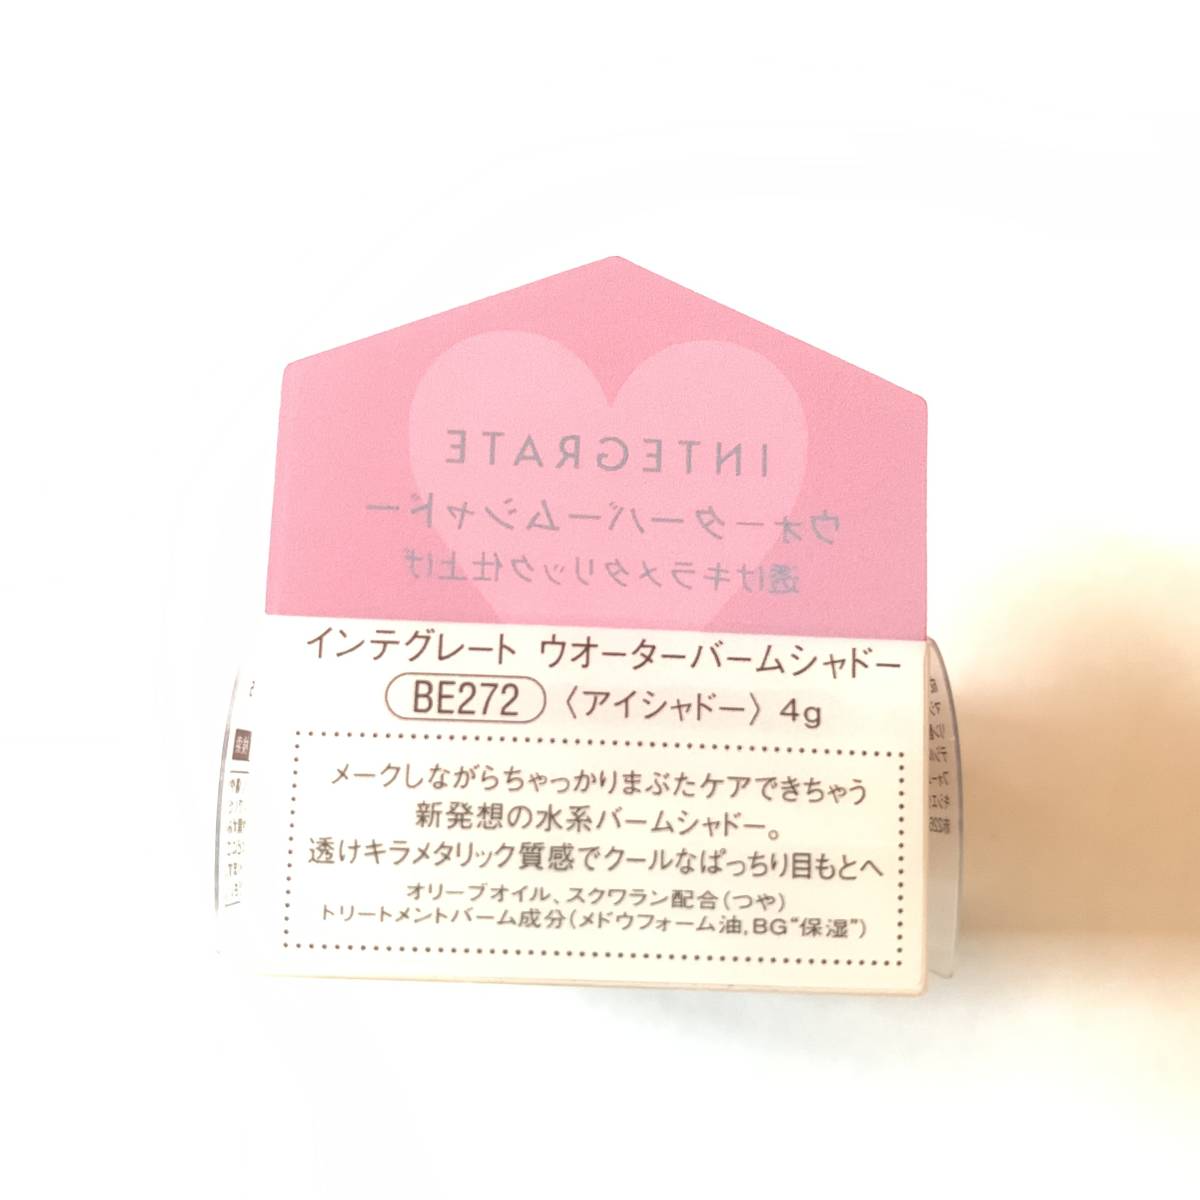 INTEGRATE
ウォーターバームシャドー
透けキラメタリック仕上げ
インテグレート ウオーターバームシャドー
BE272 〈アイシャドー〉 4g
メークしながらちゃっかりまぶたケアできちゃう
新発想の水系バームシャドー。
透けキラメタリック質感でクールなぱっちり目もとへ
オリーブオイル、スクワラン配合(つや)
トリートメントバーム成分(メドウフォーム油,BG“保湿”)